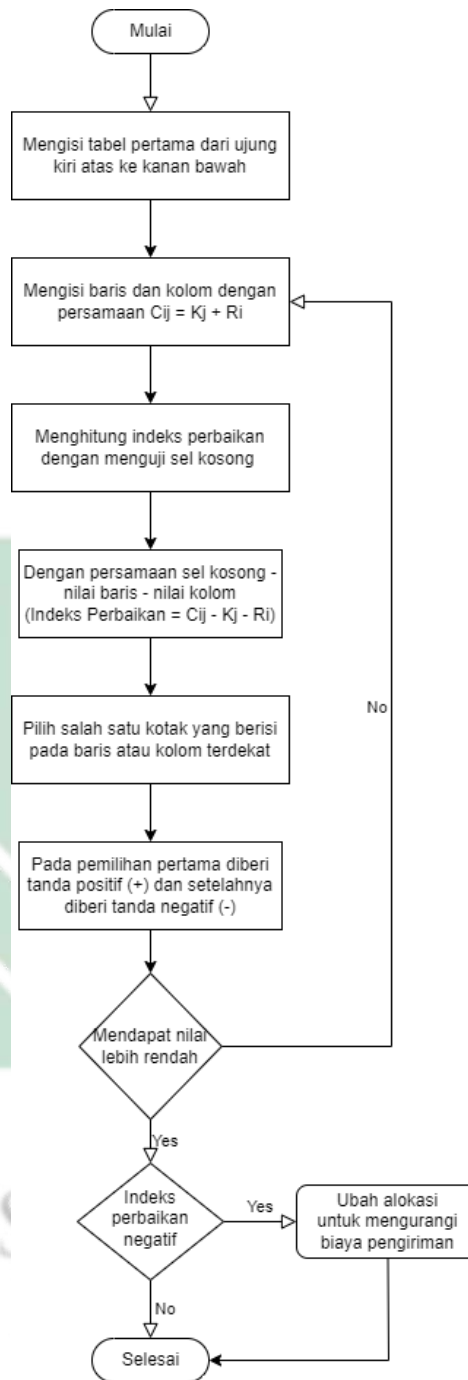 Mulai
Mengisi tabel pertama dari ujung
kiri atas ke kanan bawah
Mengisi baris dan kolom dengan
persamaan Cij = Kj + Ri
Menghitung indeks perbaikan
dengan menguji sel kosong
Dengan persamaan sel kosong -
nilai baris - nilai kolom
(Indeks Perbaikan = Cij - Kj - Ri)
Pilih salah satu kotak yang berisi
pada baris atau kolom terdekat
No
Pada pemilihan pertama diberi
tanda positif (+) dan setelahnya
diberi tanda negatif (-)
Mendapat nilai
lebih rendah
Yes
Indeks
perbaikan
negatif
Yes
Ubah alokasi
untuk mengurangi
biaya pengiriman
No
Selesai